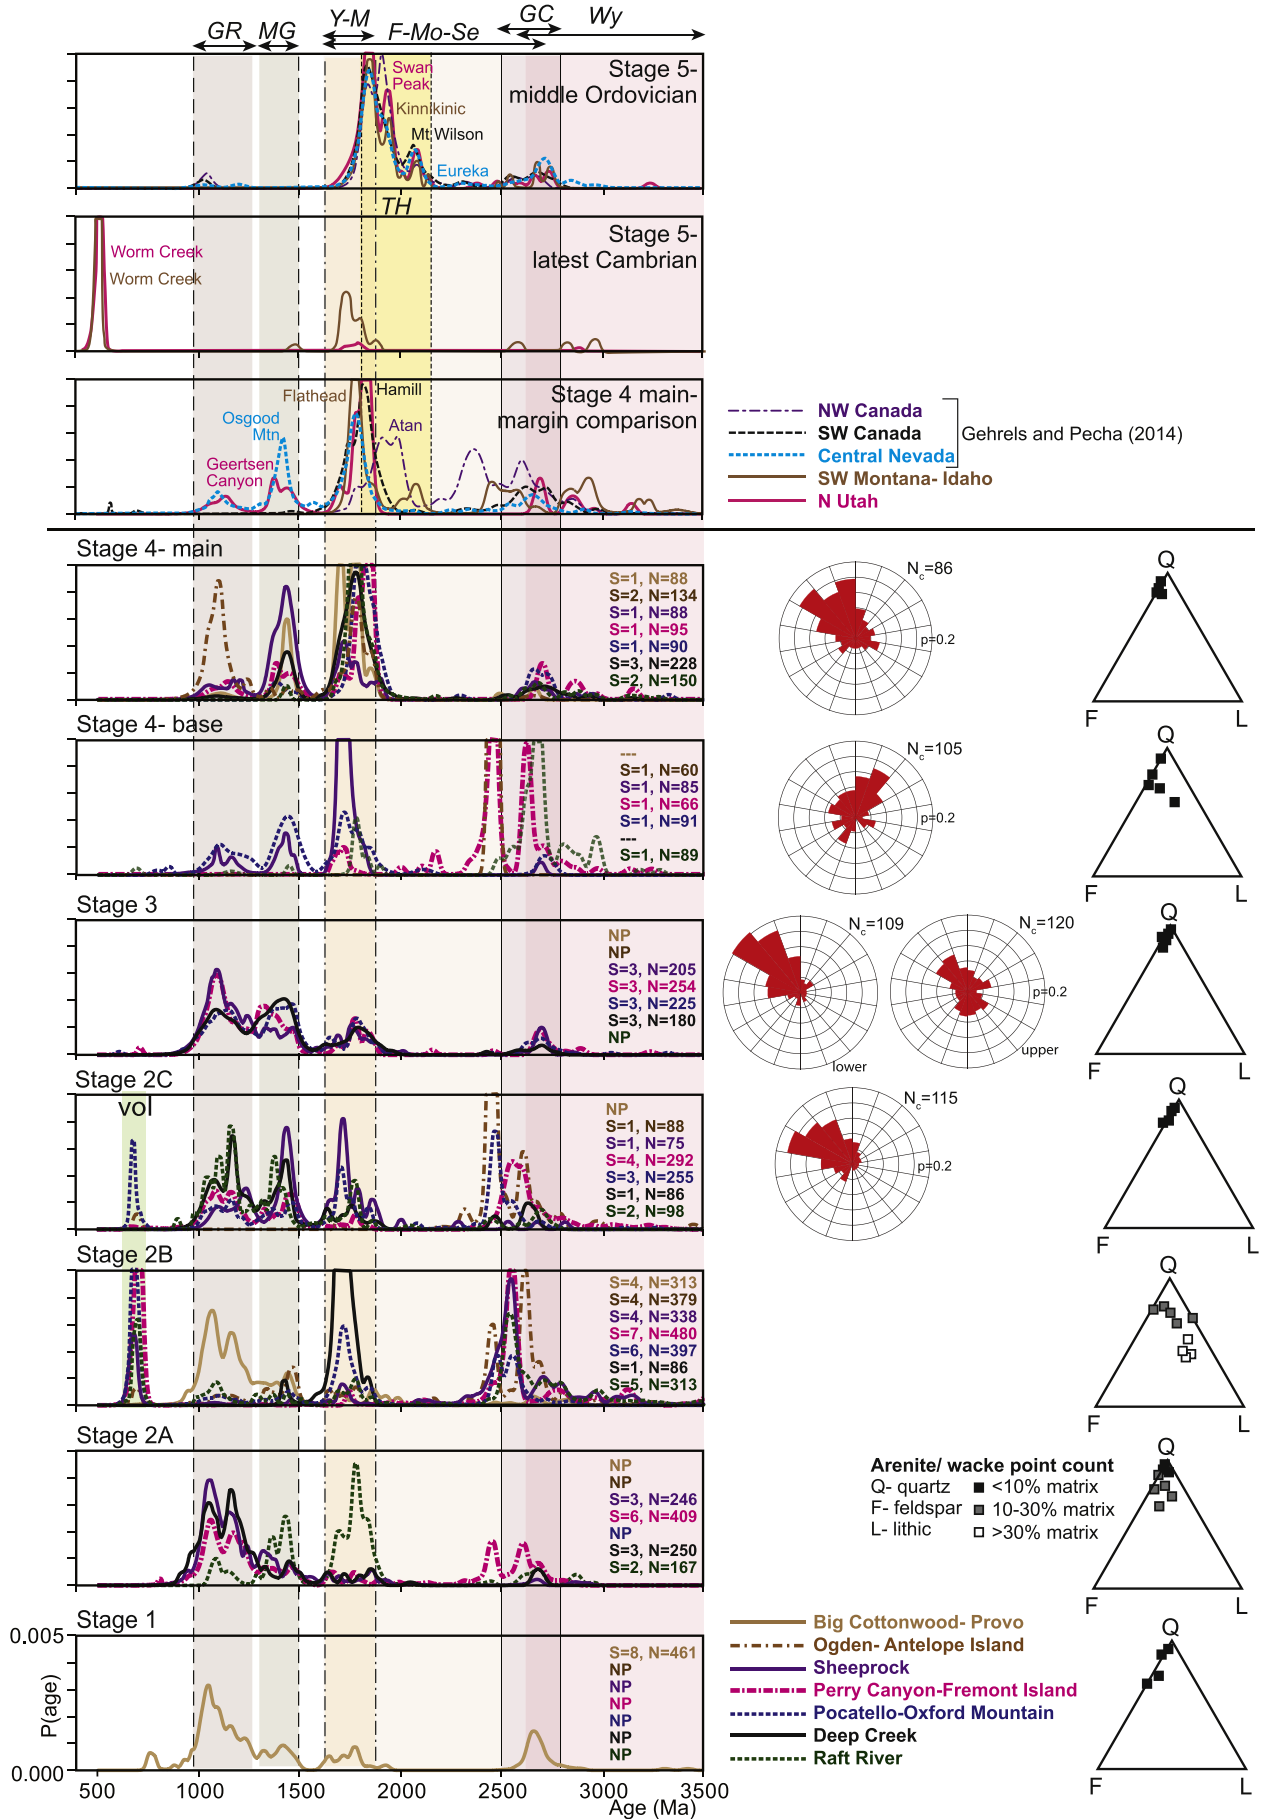 GR MG Y-M F-Mo-Se GC Wy
Stage 5-
middle Ordovician
Swan
Peak
Kinnikinic
Mt Wilson
Eureka
TH
Stage 5-
latest Cambrian
Worm Creek
Worm Creek
Stage 4 main-
margin comparison
Flathead
Hamill
Osgood
Mtn
Atan
Geertsen
Canyon
NW Canada
SW Canada
Central Nevada
Gehrels and Pecha (2014)
SW Montana- Idaho
N Utah
Stage 4- main
S=1, N=88
S=2, N=134
S=1, N=88
S=1, N=95
S=1, N=90
S=3, N=228
S=2, N=150
Nc=86
p=0.2
Q
F L
Stage 4- base
---
S=1, N=60
S=1, N=85
S=1, N=66
S=1, N=91
---
S=1, N=89
Nc=105
p=0.2
Q
F L
Stage 3
NP
NP
S=3, N=205
S=3, N=254
S=3, N=225
S=3, N=180
NP
Nc=109
lower
Nc=120
p=0.2
upper
Q
F L
Stage 2C
vol
NP
S=1, N=88
S=1, N=75
S=4, N=292
S=3, N=255
S=1, N=86
S=2, N=98
Nc=115
p=0.2
Q
F L
Stage 2B
S=4, N=313
S=4, N=379
S=4, N=338
S=7, N=480
S=6, N=397
S=1, N=86
S=5, N=313
Q
F L
Stage 2A
NP
NP
S=3, N=246
S=6, N=409
NP
S=3, N=250
S=2, N=167
Arenite/ wacke point count
Q- quartz <10% matrix
F- feldspar 10-30% matrix
L- lithic >30% matrix
Q
F L
Stage 1
0.005
P(age)
0.000
S=8, N=461
NP
NP
NP
NP
NP
NP
500 1000 1500 2000 2500 3000 3500
Age (Ma)
Big Cottonwood- Provo
Ogden- Antelope Island
Sheeprock
Perry Canyon-Fremont Island
Pocatello-Oxford Mountain
Deep Creek
Raft River
Q
F L